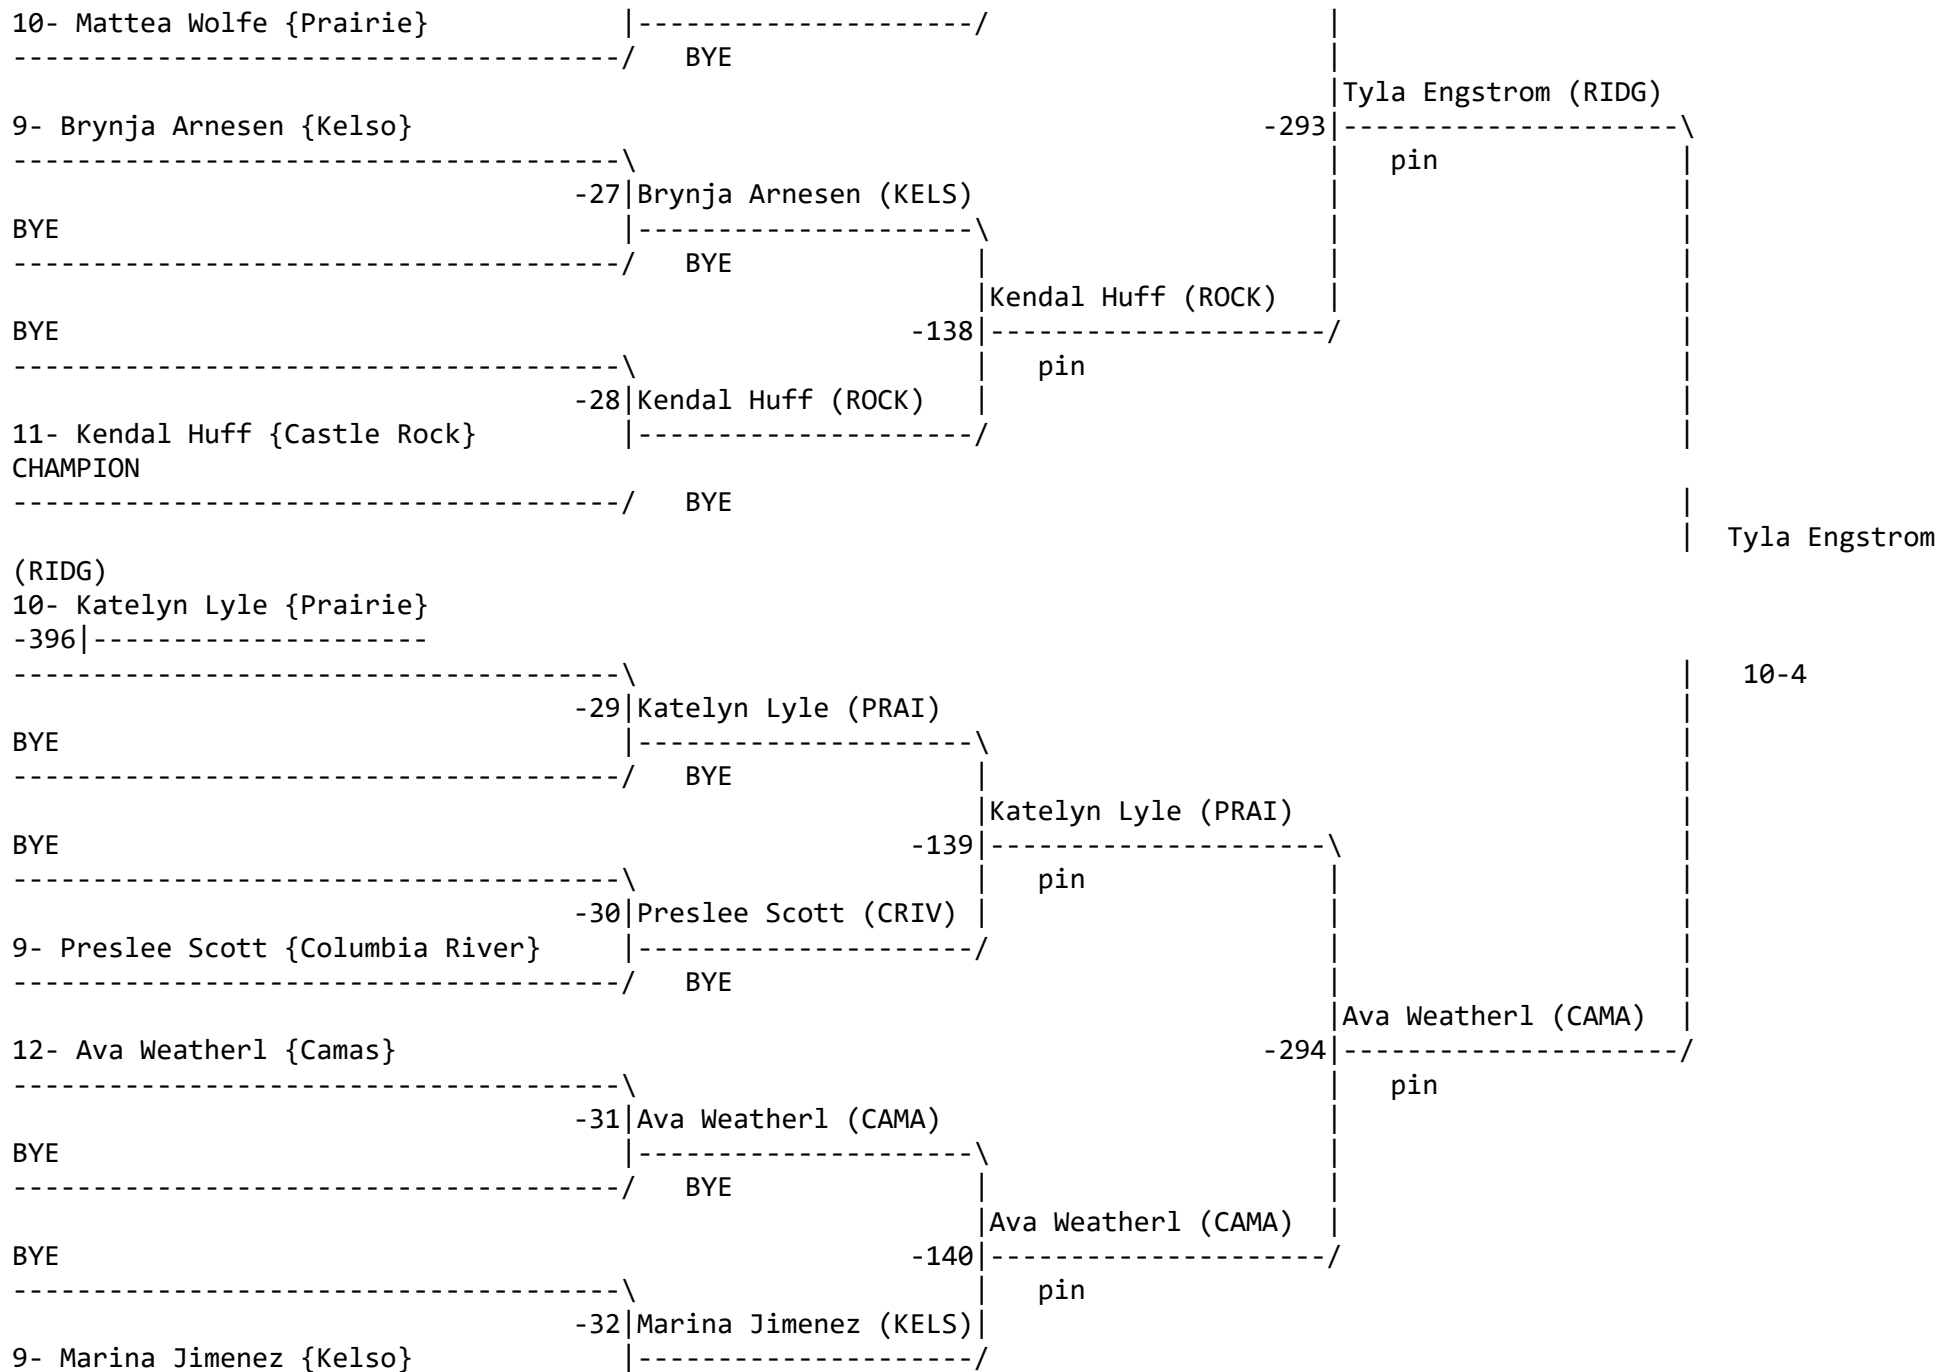 10- Mattea Wolfe {Prairie}            |---------------------/                      |
--------------------------------------/   BYE                                      |
                                                                                   |Tyla Engstrom (RIDG)
9- Brynja Arnesen {Kelso}                                                     -293|---------------------\
--------------------------------------\                                            |   pin                |
                                   -27|Brynja Arnesen (KELS)                       |                      |
BYE                                   |---------------------\                      |                      |
--------------------------------------/   BYE                |                     |                      |
                                                             |Kendal Huff (ROCK)   |                      |
BYE                                                      -138|---------------------/                      |
--------------------------------------\                      |   pin                                      |
                                   -28|Kendal Huff (ROCK)    |                                            |
11- Kendal Huff {Castle Rock}         |---------------------/                                             |
CHAMPION
--------------------------------------/   BYE                                                             |
                                                                                                          |  Tyla Engstrom
(RIDG)
10- Katelyn Lyle {Prairie}
-396|---------------------
--------------------------------------\                                                                   |   10-4
                                   -29|Katelyn Lyle (PRAI)                                                |
BYE                                   |---------------------\                                             |
--------------------------------------/   BYE                |                                            |
                                                             |Katelyn Lyle (PRAI)                         |
BYE                                                      -139|---------------------\                      |
--------------------------------------\                      |   pin               |                      |
                                   -30|Preslee Scott (CRIV)  |                     |                      |
9- Preslee Scott {Columbia River}     |---------------------/                      |                      |
--------------------------------------/   BYE                                      |                      |
                                                                                   |Ava Weatherl (CAMA)   |
12- Ava Weatherl {Camas}                                                       -294|---------------------/
--------------------------------------\                                            |   pin
                                   -31|Ava Weatherl (CAMA)                         |
BYE                                   |---------------------\                      |
--------------------------------------/   BYE                |                     |
                                                             |Ava Weatherl (CAMA)  |
BYE                                                      -140|---------------------/
--------------------------------------\                      |   pin
                                   -32|Marina Jimenez (KELS)|
9- Marina Jimenez {Kelso}             |---------------------/